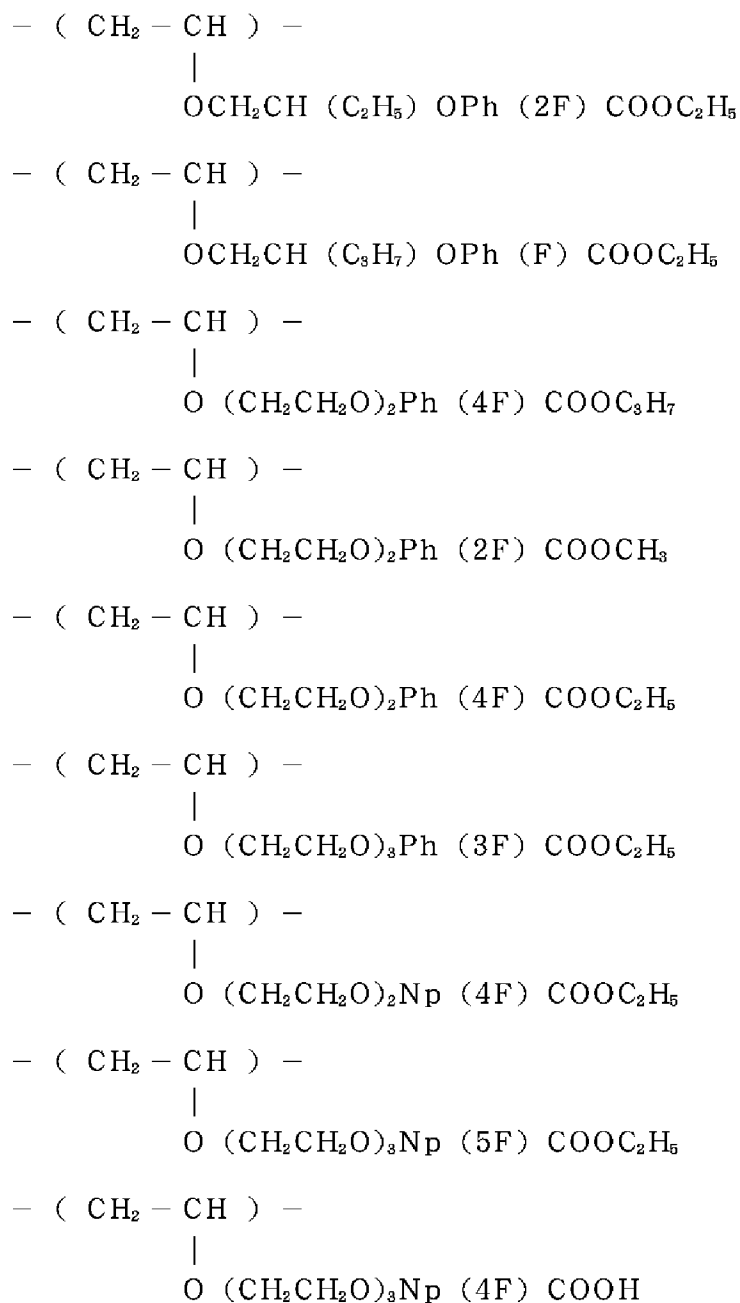 − ( CH₂ − CH ) −
|
OCH₂CH (C₂H₅) OPh (2F) COOC₂H₅
− ( CH₂ − CH ) −
|
OCH₂CH (C₃H₇) OPh (F) COOC₂H₅
− ( CH₂ − CH ) −
|
O (CH₂CH₂O)₂Ph (4F) COOC₃H₇
− ( CH₂ − CH ) −
|
O (CH₂CH₂O)₂Ph (2F) COOCH₃
− ( CH₂ − CH ) −
|
O (CH₂CH₂O)₂Ph (4F) COOC₂H₅
− ( CH₂ − CH ) −
|
O (CH₂CH₂O)₃Ph (3F) COOC₂H₅
− ( CH₂ − CH ) −
|
O (CH₂CH₂O)₂Np (4F) COOC₂H₅
− ( CH₂ − CH ) −
|
O (CH₂CH₂O)₃Np (5F) COOC₂H₅
− ( CH₂ − CH ) −
|
O (CH₂CH₂O)₃Np (4F) COOH